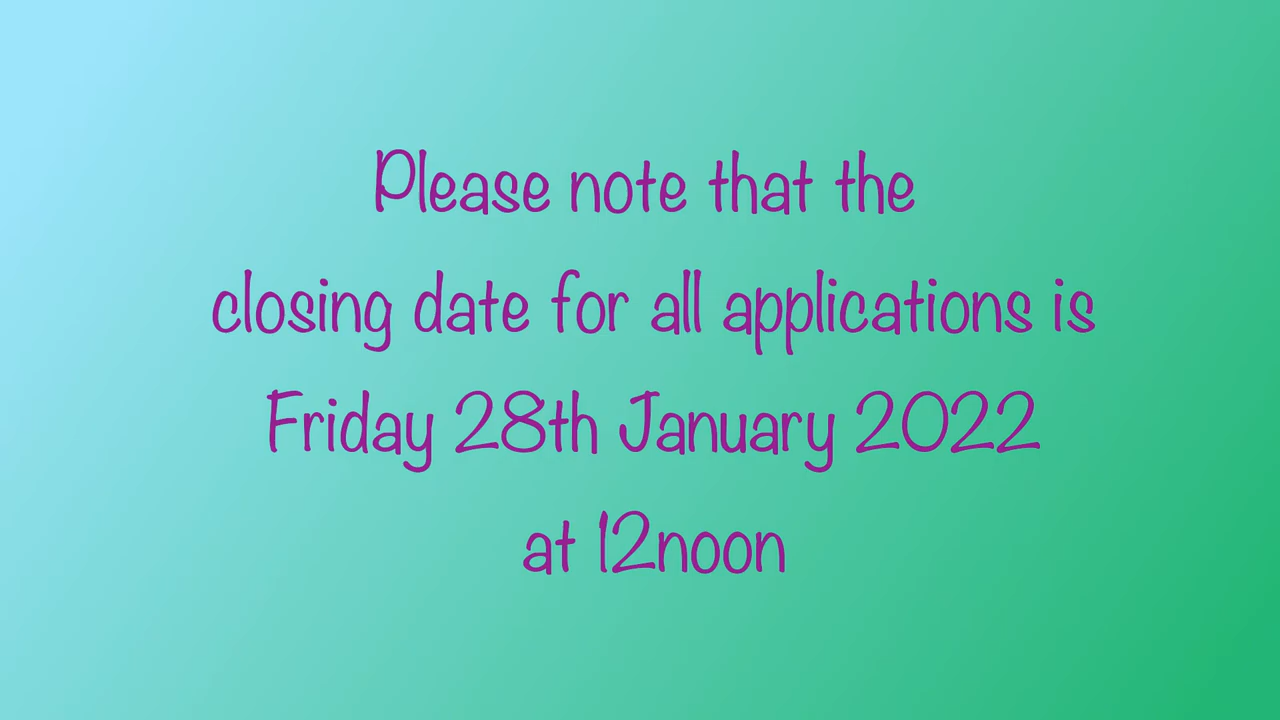 Please note that the
closing date for all applications is
Friday 28th January 2022
at 12noon